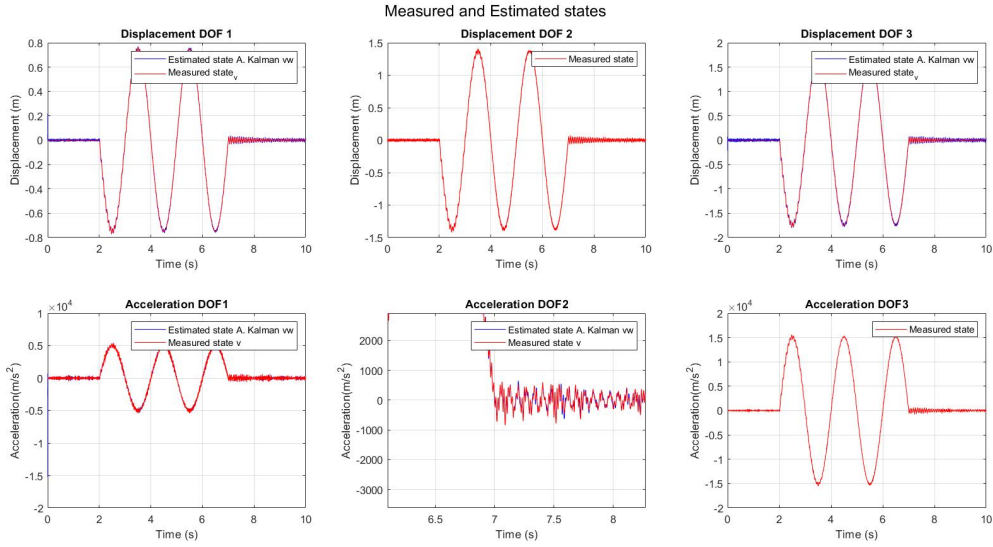 Measured and Estimated states
Displacement DOF 1
Displacement (m)
0.8
0.6
0.4
0.2
0
-0.2
-0.4
-0.6
-0.8
Estimated state A. Kalman vw
Measured state_v
0 2 4 6 8 10
Time (s)
Displacement DOF 2
Displacement (m)
1.5
1
0.5
0
-0.5
-1
-1.5
Measured state
0 2 4 6 8 10
Time (s)
Displacement DOF 3
Displacement (m)
2
1.5
1
0.5
0
-0.5
-1
-1.5
-2
Estimated state A. Kalman vw
Measured state_v
0 2 4 6 8 10
Time (s)
Acceleration DOF1
×10⁴
Acceleration(m/s²)
1
0.5
0
-0.5
-1
-1.5
-2
Estimated state A. Kalman vw
Measured state v
0 2 4 6 8 10
Time (s)
Acceleration DOF2
Acceleration(m/s²)
2000
1000
0
-1000
-2000
-3000
Estimated state A. Kalman vw
Measured state v
6.5 7 7.5 8
Time (s)
Acceleration DOF3
×10⁴
Acceleration(m/s²)
2
1.5
1
0.5
0
-0.5
-1
-1.5
-2
Measured state
0 2 4 6 8 10
Time (s)